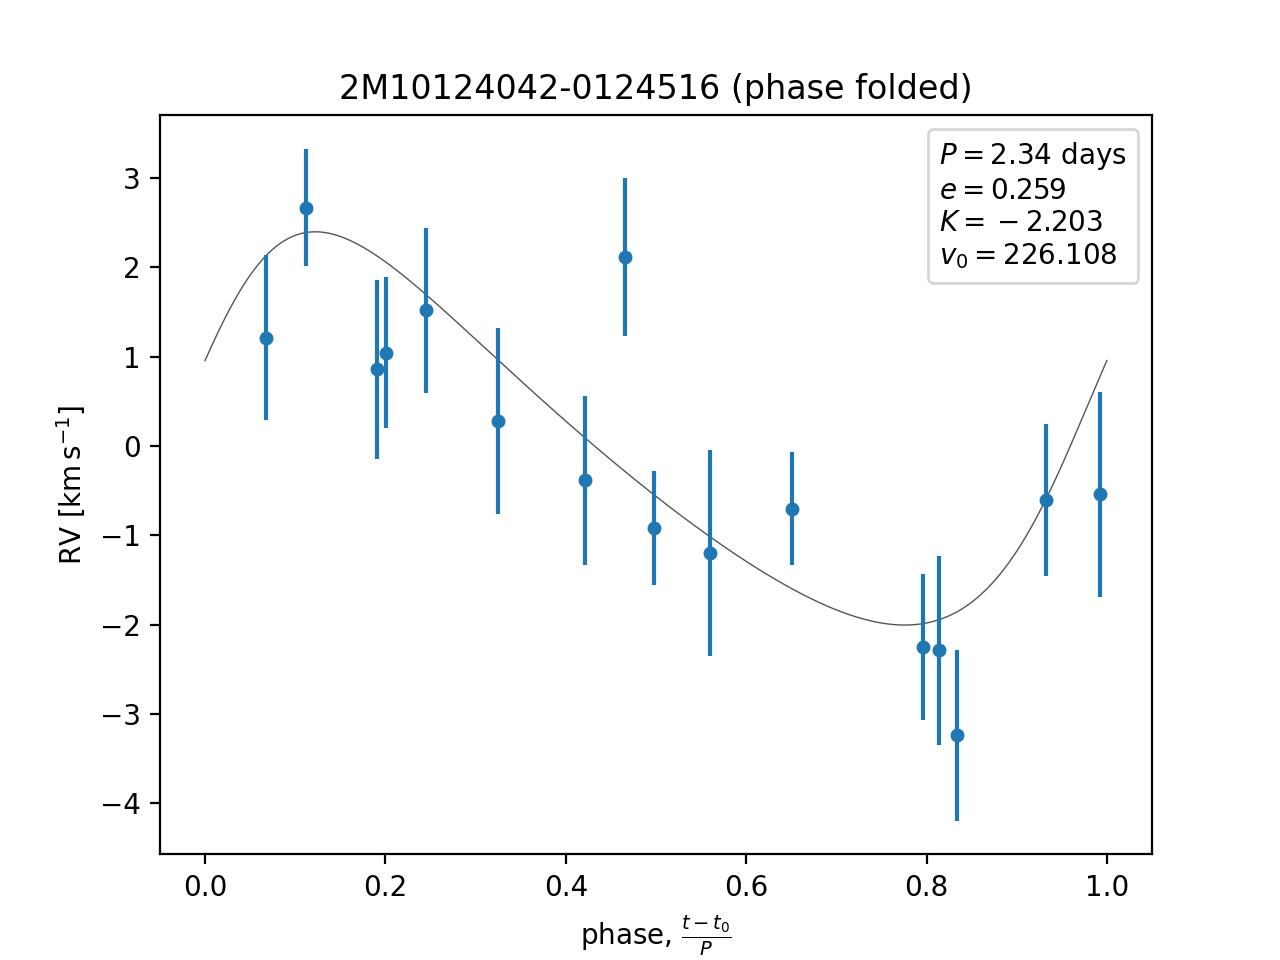 2M10124042-0124516 (phase folded)
P = 2.34 days
e = 0.259
K = −2.203
v₀ = 226.108
RV [km s⁻¹]
3
2
1
0
−1
−2
−3
−4
0.0 0.2 0.4 0.6 0.8 1.0
phase, (t − t₀)/P